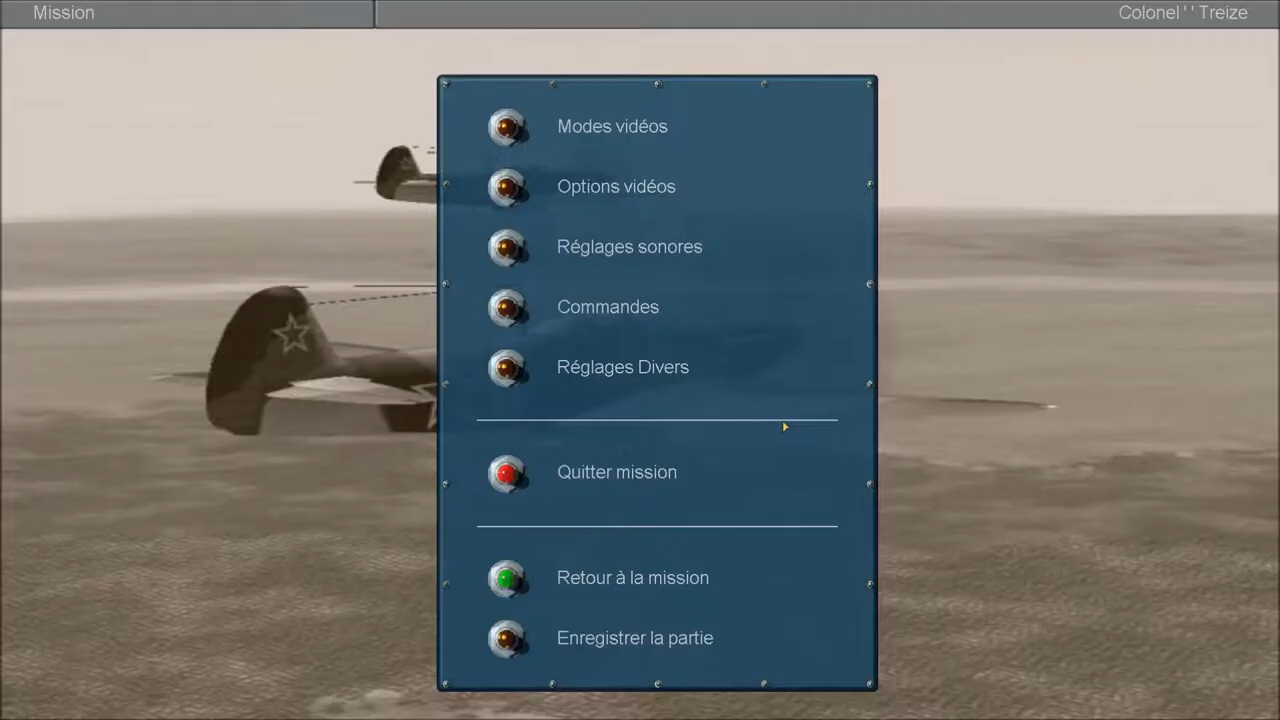 Mission
Colonel '' Treize
Modes vidéos
Options vidéos
Réglages sonores
Commandes
Réglages Divers
Quitter mission
Retour à la mission
Enregistrer la partie